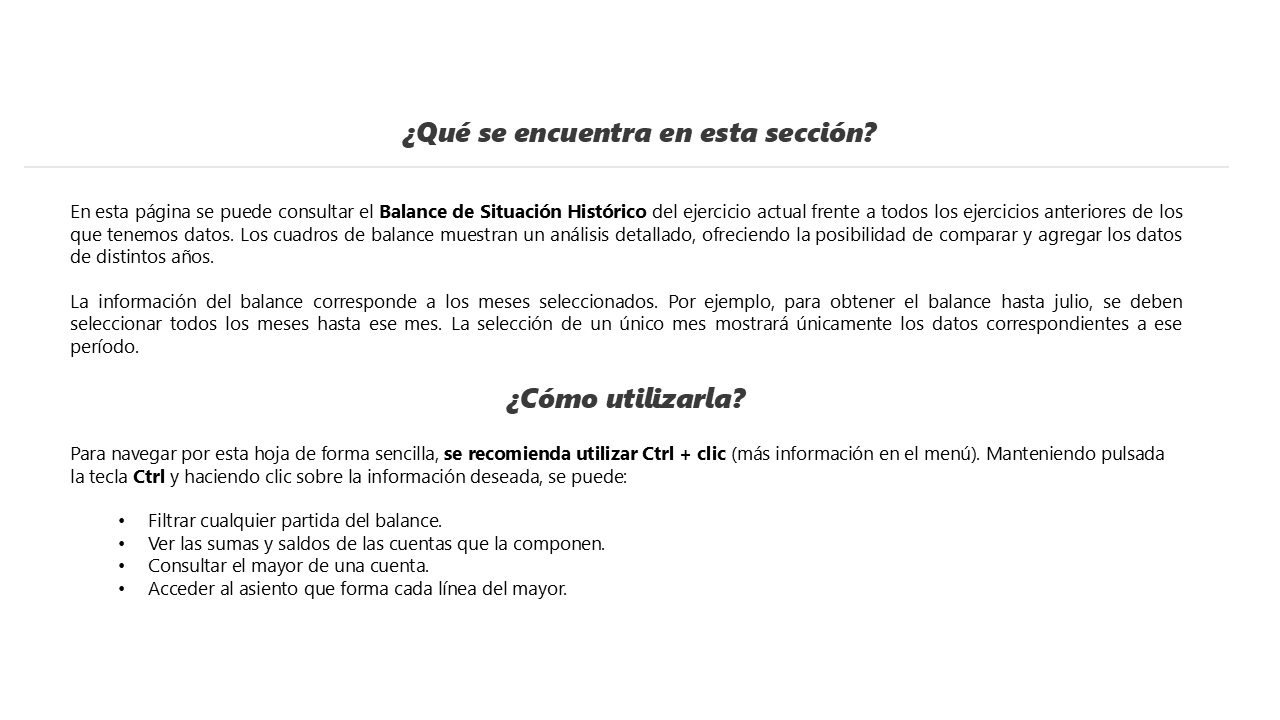 ¿Qué se encuentra en esta sección?
En esta página se puede consultar el Balance de Situación Histórico del ejercicio actual frente a todos los ejercicios anteriores de los
que tenemos datos. Los cuadros de balance muestran un análisis detallado, ofreciendo la posibilidad de comparar y agregar los datos
de distintos años.
La información del balance corresponde a los meses seleccionados. Por ejemplo, para obtener el balance hasta julio, se deben
seleccionar todos los meses hasta ese mes. La selección de un único mes mostrará únicamente los datos correspondientes a ese
período.
¿Cómo utilizarla?
Para navegar por esta hoja de forma sencilla, se recomienda utilizar Ctrl + clic (más información en el menú). Manteniendo pulsada
la tecla Ctrl y haciendo clic sobre la información deseada, se puede:
• Filtrar cualquier partida del balance.
• Ver las sumas y saldos de las cuentas que la componen.
• Consultar el mayor de una cuenta.
• Acceder al asiento que forma cada línea del mayor.